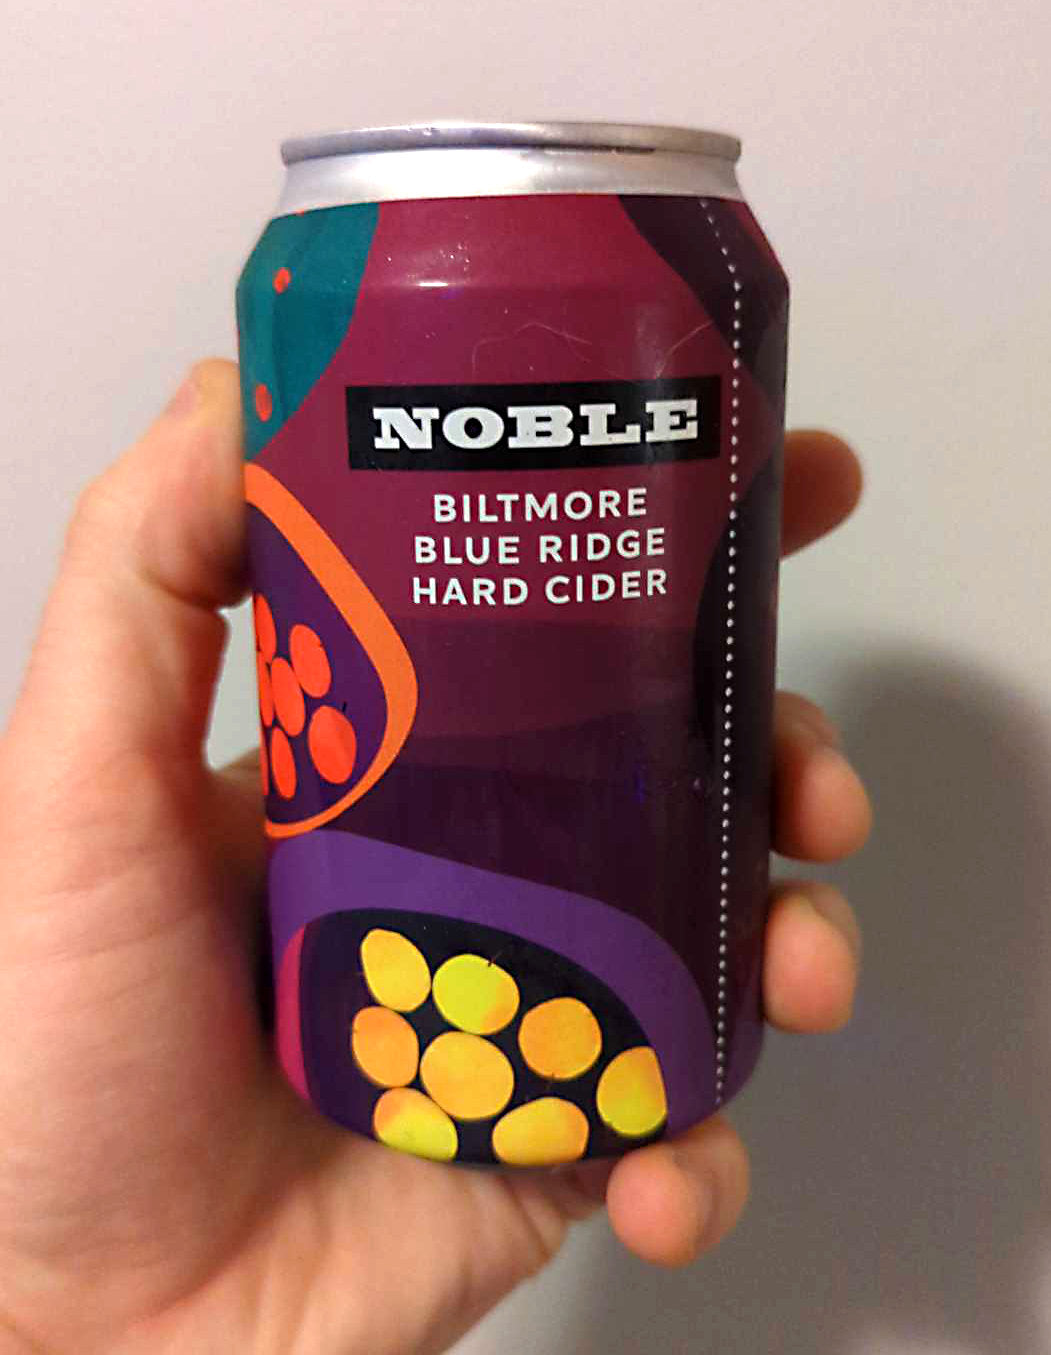 NOBLE
BILTMORE
BLUE RIDGE
HARD CIDER